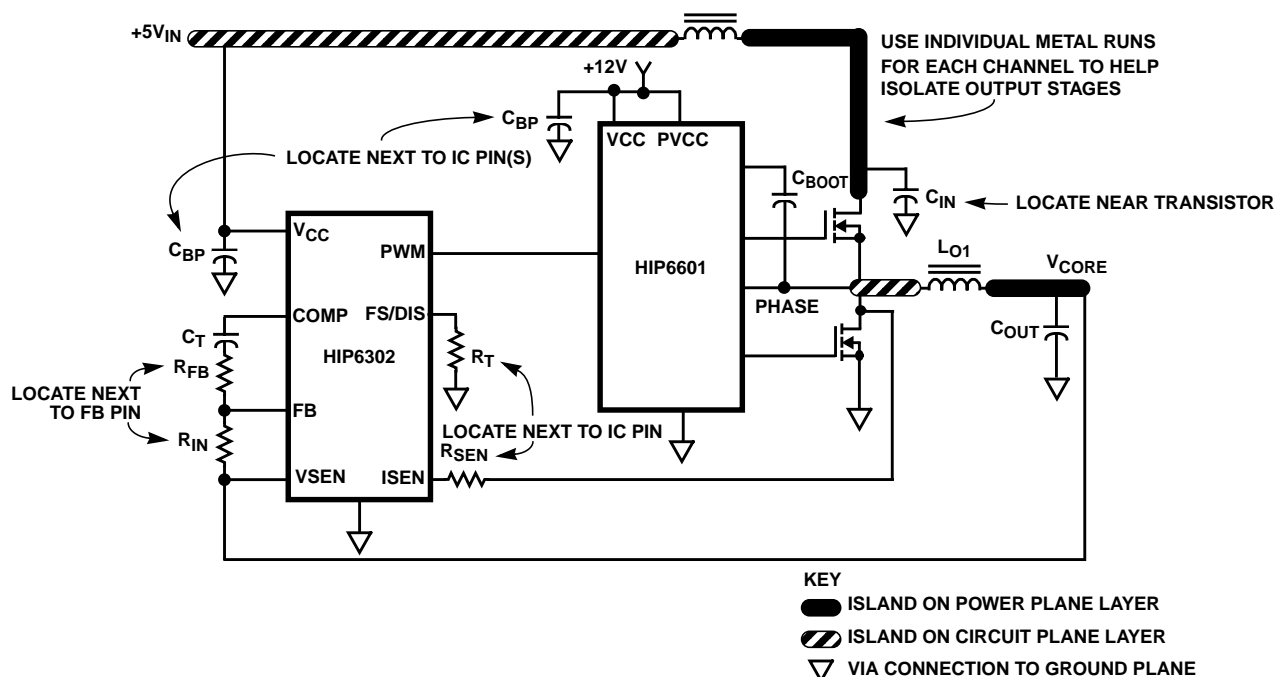 +5VIN
+12V
USE INDIVIDUAL METAL RUNS
FOR EACH CHANNEL TO HELP
ISOLATE OUTPUT STAGES
CBP
VCC PVCC
LOCATE NEXT TO IC PIN(S)
CBOOT
CIN
LOCATE NEAR TRANSISTOR
VCC
CBP
PWM
HIP6601
LO1
VCORE
PHASE
COMP
FS/DIS
CT
HIP6302
RT
COUT
RFB
LOCATE NEXT
TO FB PIN
FB
RIN
LOCATE NEXT TO IC PIN
RSEN
VSEN
ISEN
KEY
ISLAND ON POWER PLANE LAYER
ISLAND ON CIRCUIT PLANE LAYER
VIA CONNECTION TO GROUND PLANE